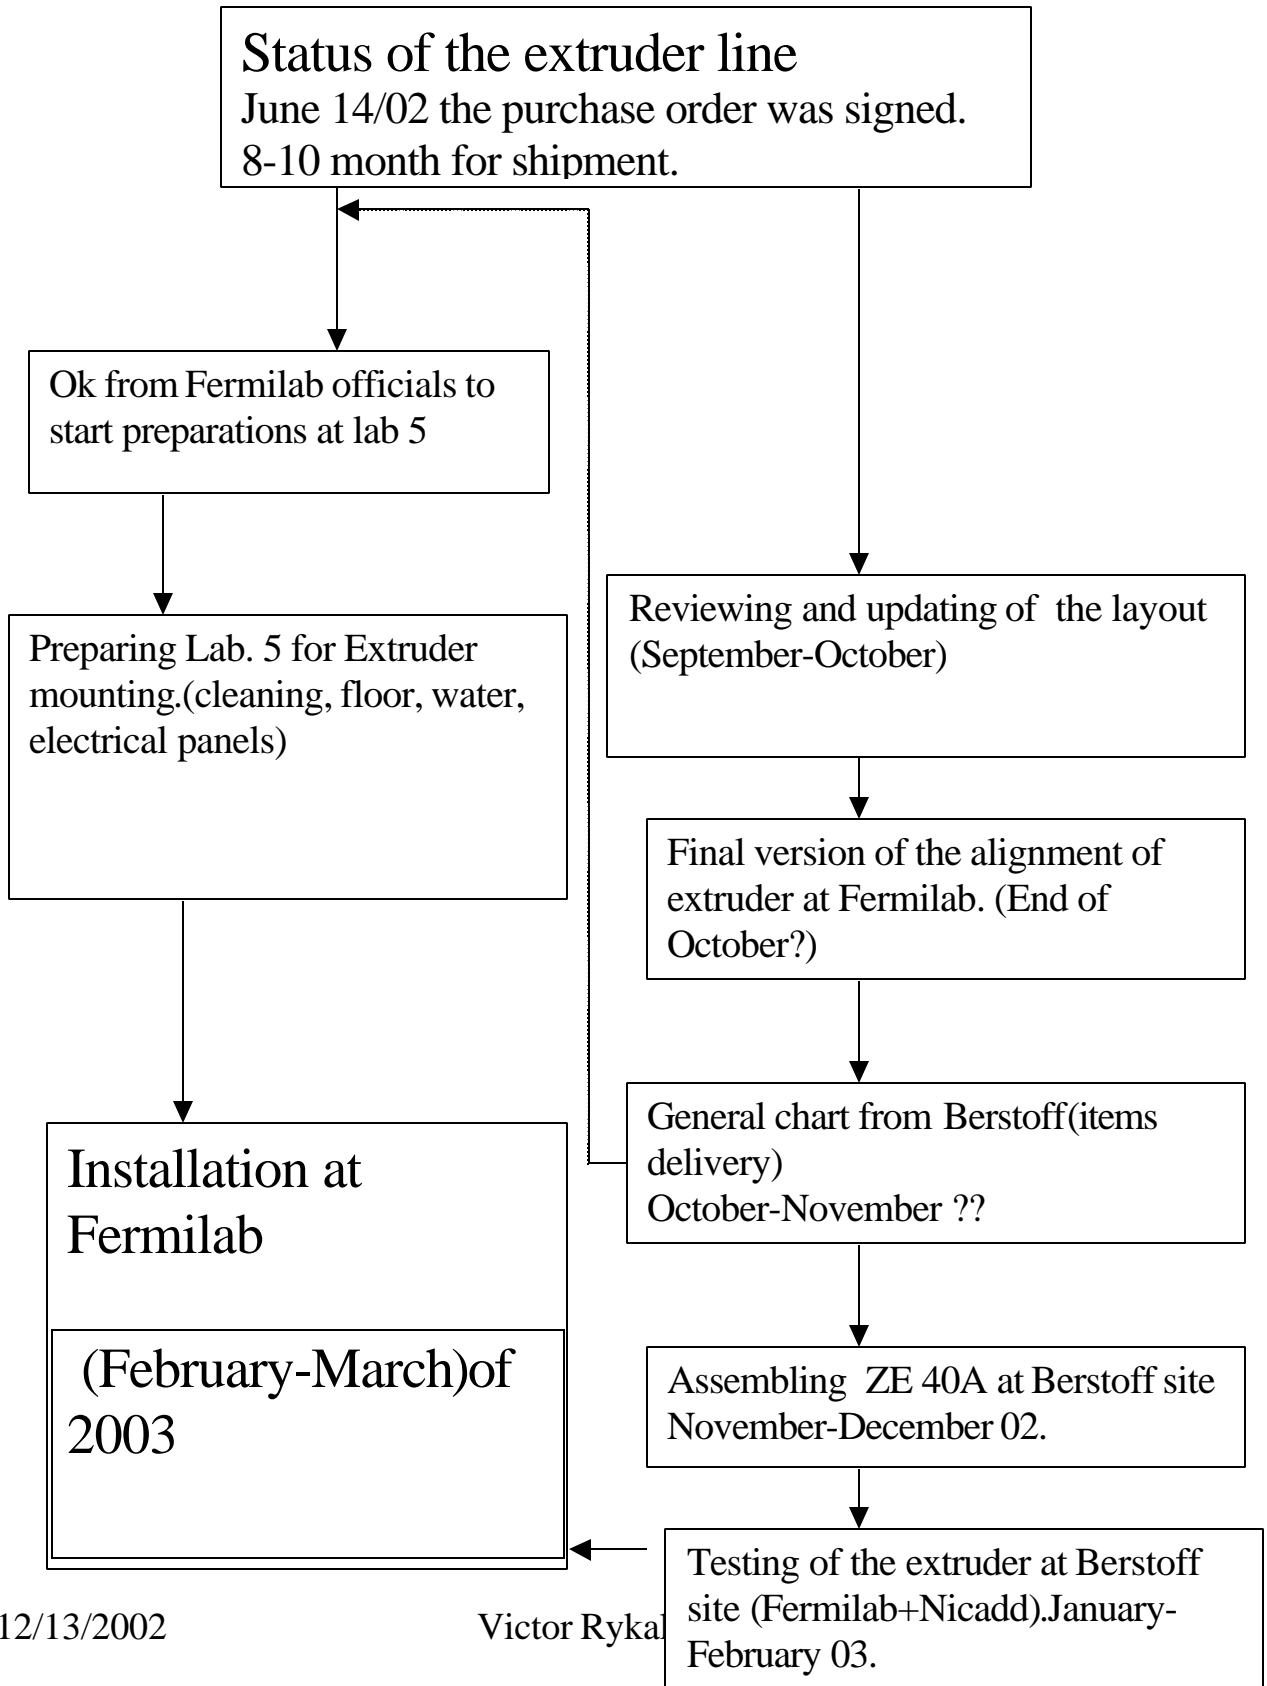 Status of the extruder line
June 14/02 the purchase order was signed.
8-10 month for shipment.
Ok from Fermilab officials to
start preparations at lab 5
Preparing Lab. 5 for Extruder
mounting.(cleaning, floor, water,
electrical panels)
Installation at
Fermilab
(February-March)of
2003
Reviewing and updating of the layout
(September-October)
Final version of the alignment of
extruder at Fermilab. (End of
October?)
General chart from Berstoff(items
delivery)
October-November ??
Assembling ZE 40A at Berstoff site
November-December 02.
Testing of the extruder at Berstoff
site (Fermilab+Nicadd).January-
February 03.
12/13/2002
Victor